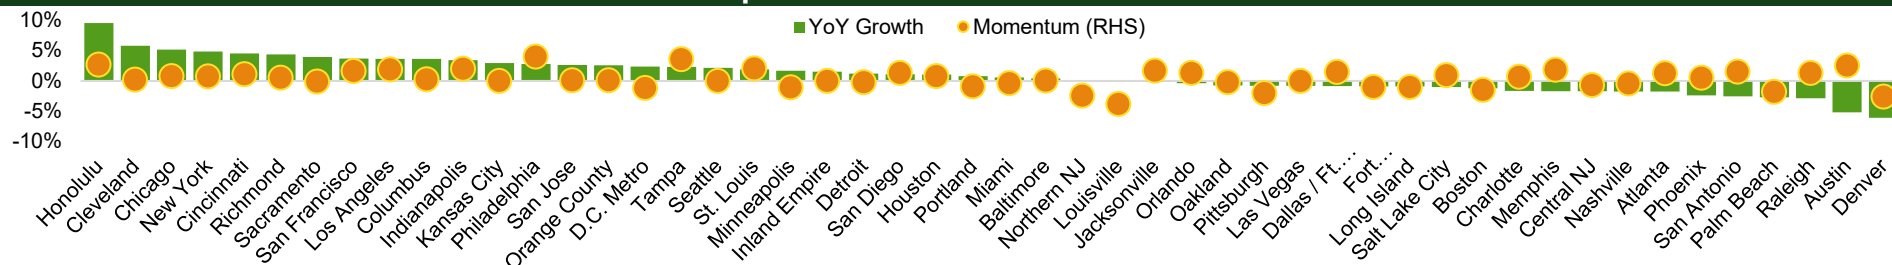 10%
YoY Growth
Momentum (RHS)
5%
0%
-5%
-10%
Honolulu
Cleveland
Chicago
New York
Cincinnati
Richmond
Sacramento
San Francisco
Los Angeles
Columbus
Indianapolis
Kansas City
Philadelphia
San Jose
Orange County
D.C. Metro
Tampa
Seattle
St. Louis
Minneapolis
Inland Empire
Detroit
San Diego
Houston
Portland
Miami
Baltimore
Northern NJ
Louisville
Jacksonville
Orlando
Oakland
Pittsburgh
Las Vegas
Dallas / Ft.…
Fort…
Long Island
Salt Lake City
Boston
Charlotte
Memphis
Central NJ
Nashville
Atlanta
Phoenix
San Antonio
Palm Beach
Raleigh
Austin
Denver